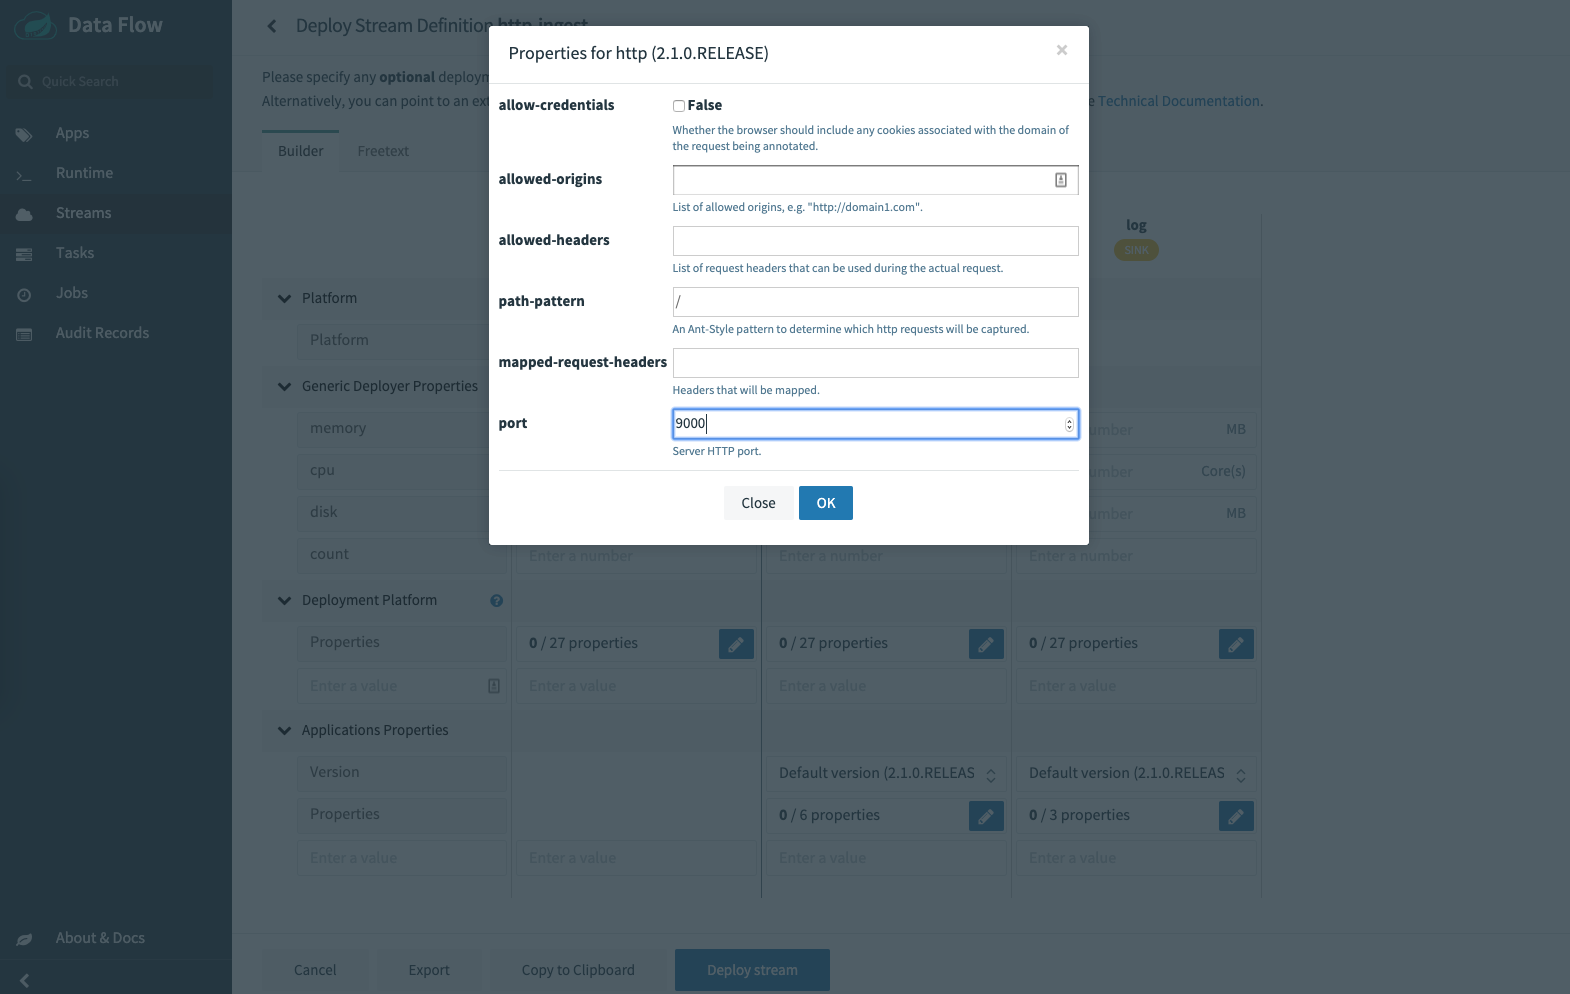 Data Flow
Quick Search
Apps
Runtime
Streams
Tasks
Jobs
Audit Records
About & Docs
Deploy Stream Definition http-ingest
Please specify any optional deploym
Alternatively, you can point to an ext
e Technical Documentation.
Builder
Freetext
Properties for http (2.1.0.RELEASE)
×
allow-credentials
False
Whether the browser should include any cookies associated with the domain of
the request being annotated.
allowed-origins
List of allowed origins, e.g. "http://domain1.com".
allowed-headers
List of request headers that can be used during the actual request.
path-pattern
/
An Ant-Style pattern to determine which http requests will be captured.
mapped-request-headers
Headers that will be mapped.
port
9000
Server HTTP port.
Close
OK
log
SINK
Platform
Platform
Generic Deployer Properties
memory
umber MB
cpu
umber Core(s)
disk
umber MB
count
Enter a number
Enter a number
Enter a number
Deployment Platform
?
Properties
0 / 27 properties
0 / 27 properties
0 / 27 properties
Enter a value
Enter a value
Enter a value
Enter a value
Applications Properties
Version
Default version (2.1.0.RELEAS
Default version (2.1.0.RELEAS
Properties
0 / 6 properties
0 / 3 properties
Enter a value
Enter a value
Enter a value
Enter a value
Cancel
Export
Copy to Clipboard
Deploy stream